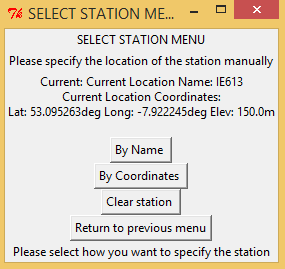 SELECT STATION ME...
SELECT STATION MENU
Please specify the location of the station manually
Current: Current Location Name: IE613
Current Location Coordinates:
Lat: 53.095263deg Long: -7.922245deg Elev: 150.0m
By Name
By Coordinates
Clear station
Return to previous menu
Please select how you want to specify the station